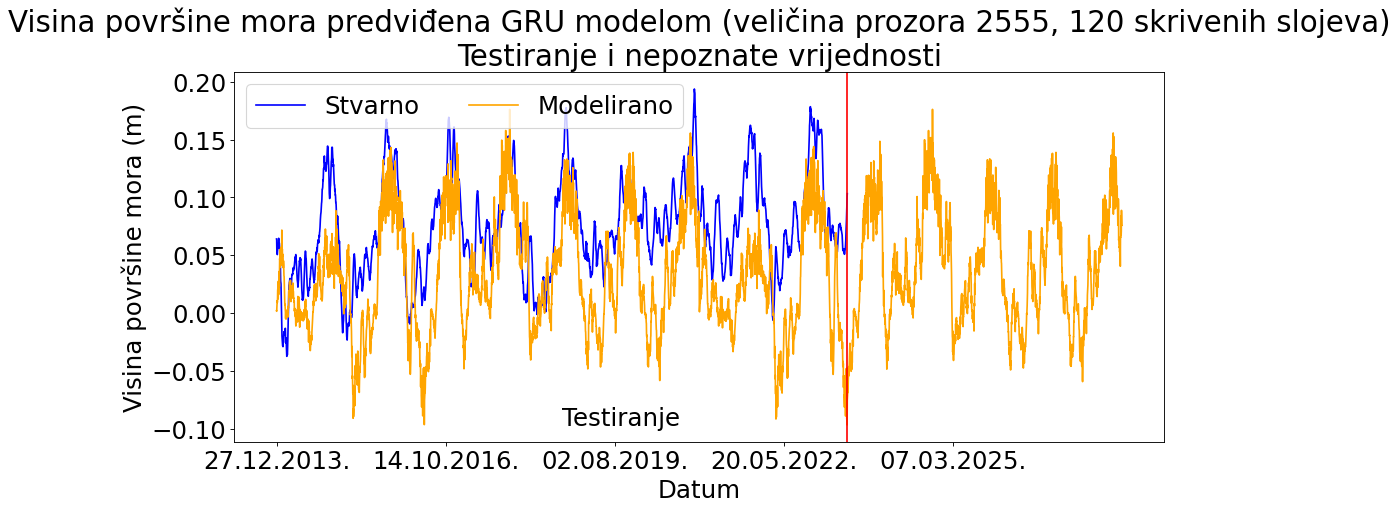 Visina površine mora predviđena GRU modelom (veličina prozora 2555, 120 skrivenih slojeva)
Testiranje i nepoznate vrijednosti
Stvarno
Modelirano
0.20
0.15
0.10
0.05
0.00
−0.05
−0.10
Visina površine mora (m)
Testiranje
27.12.2013.
14.10.2016.
02.08.2019.
20.05.2022.
07.03.2025.
Datum